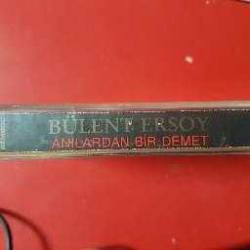 BÜLENT ERSOY
ANILARDAN BİR DEMET